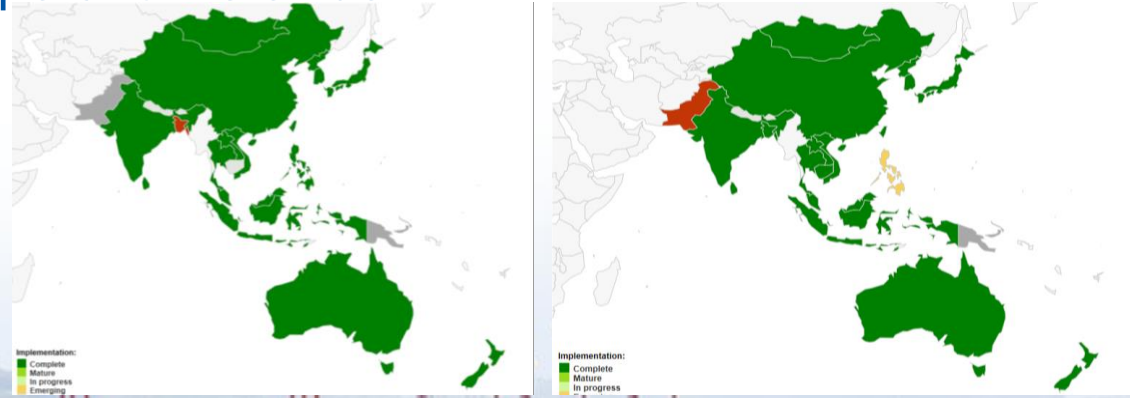 Implementation:
Complete
Mature
In progress
Emerging
Implementation:
Complete
Mature
In progress